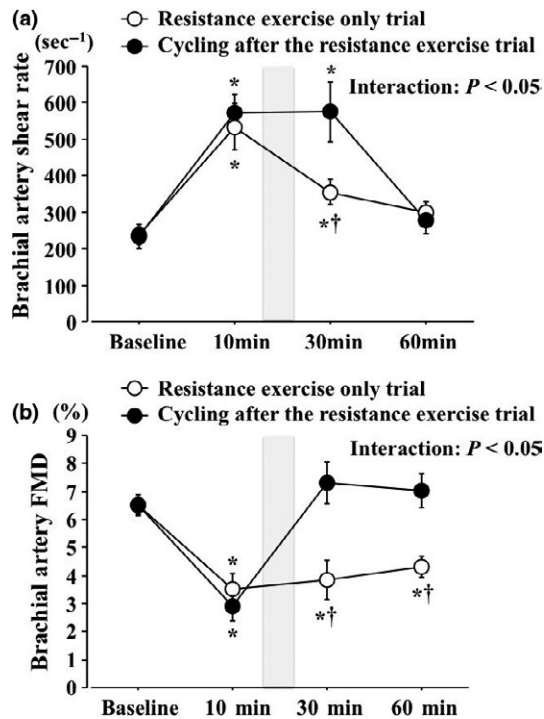 (a)
Resistance exercise only trial
(sec⁻¹)
Cycling after the resistance exercise trial
700
600
500
400
300
200
100
0
Brachial artery shear rate
Interaction: P < 0.05
*
*
*
*†
Baseline 10min 30min 60min
Resistance exercise only trial
(b) (%)
Cycling after the resistance exercise trial
9
8
7
6
5
4
3
2
1
0
Brachial artery FMD
Interaction: P < 0.05
*
*
*†
*†
Baseline 10 min 30 min 60 min